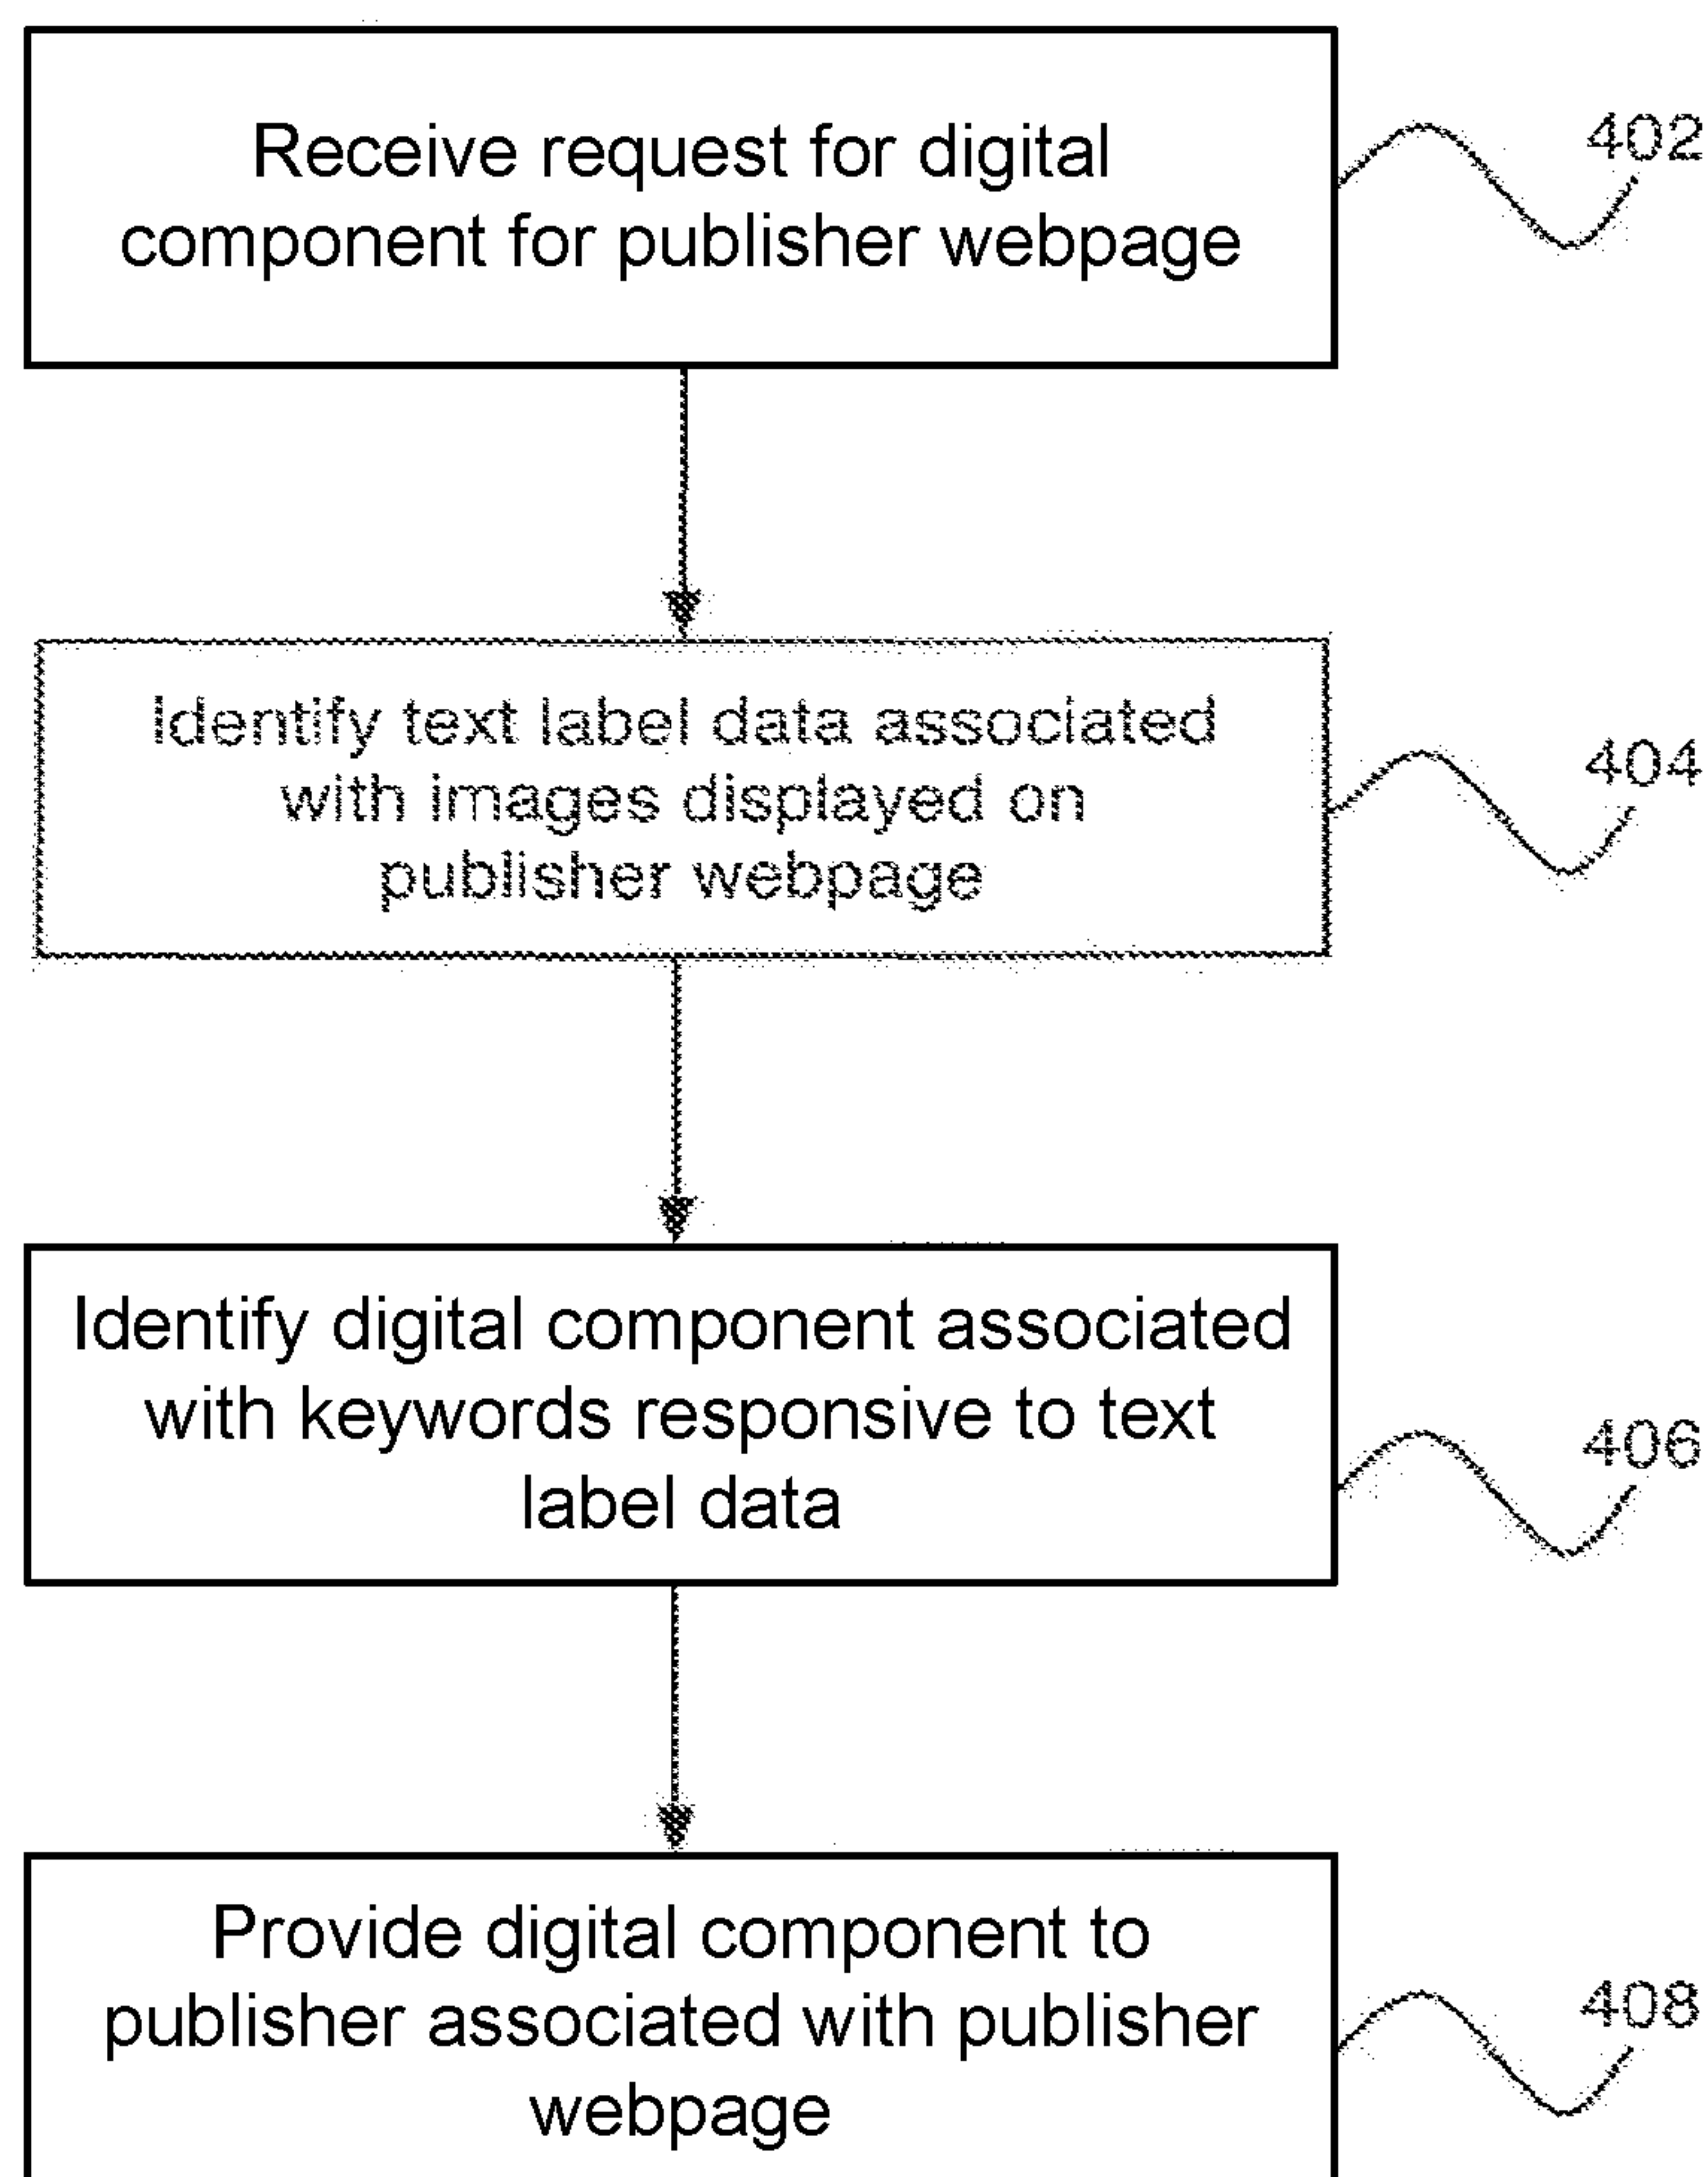 Receive request for digital
component for publisher webpage
402
Identify text label data associated
with images displayed on
publisher webpage
404
Identify digital component associated
with keywords responsive to text
label data
406
Provide digital component to
publisher associated with publisher
webpage
408